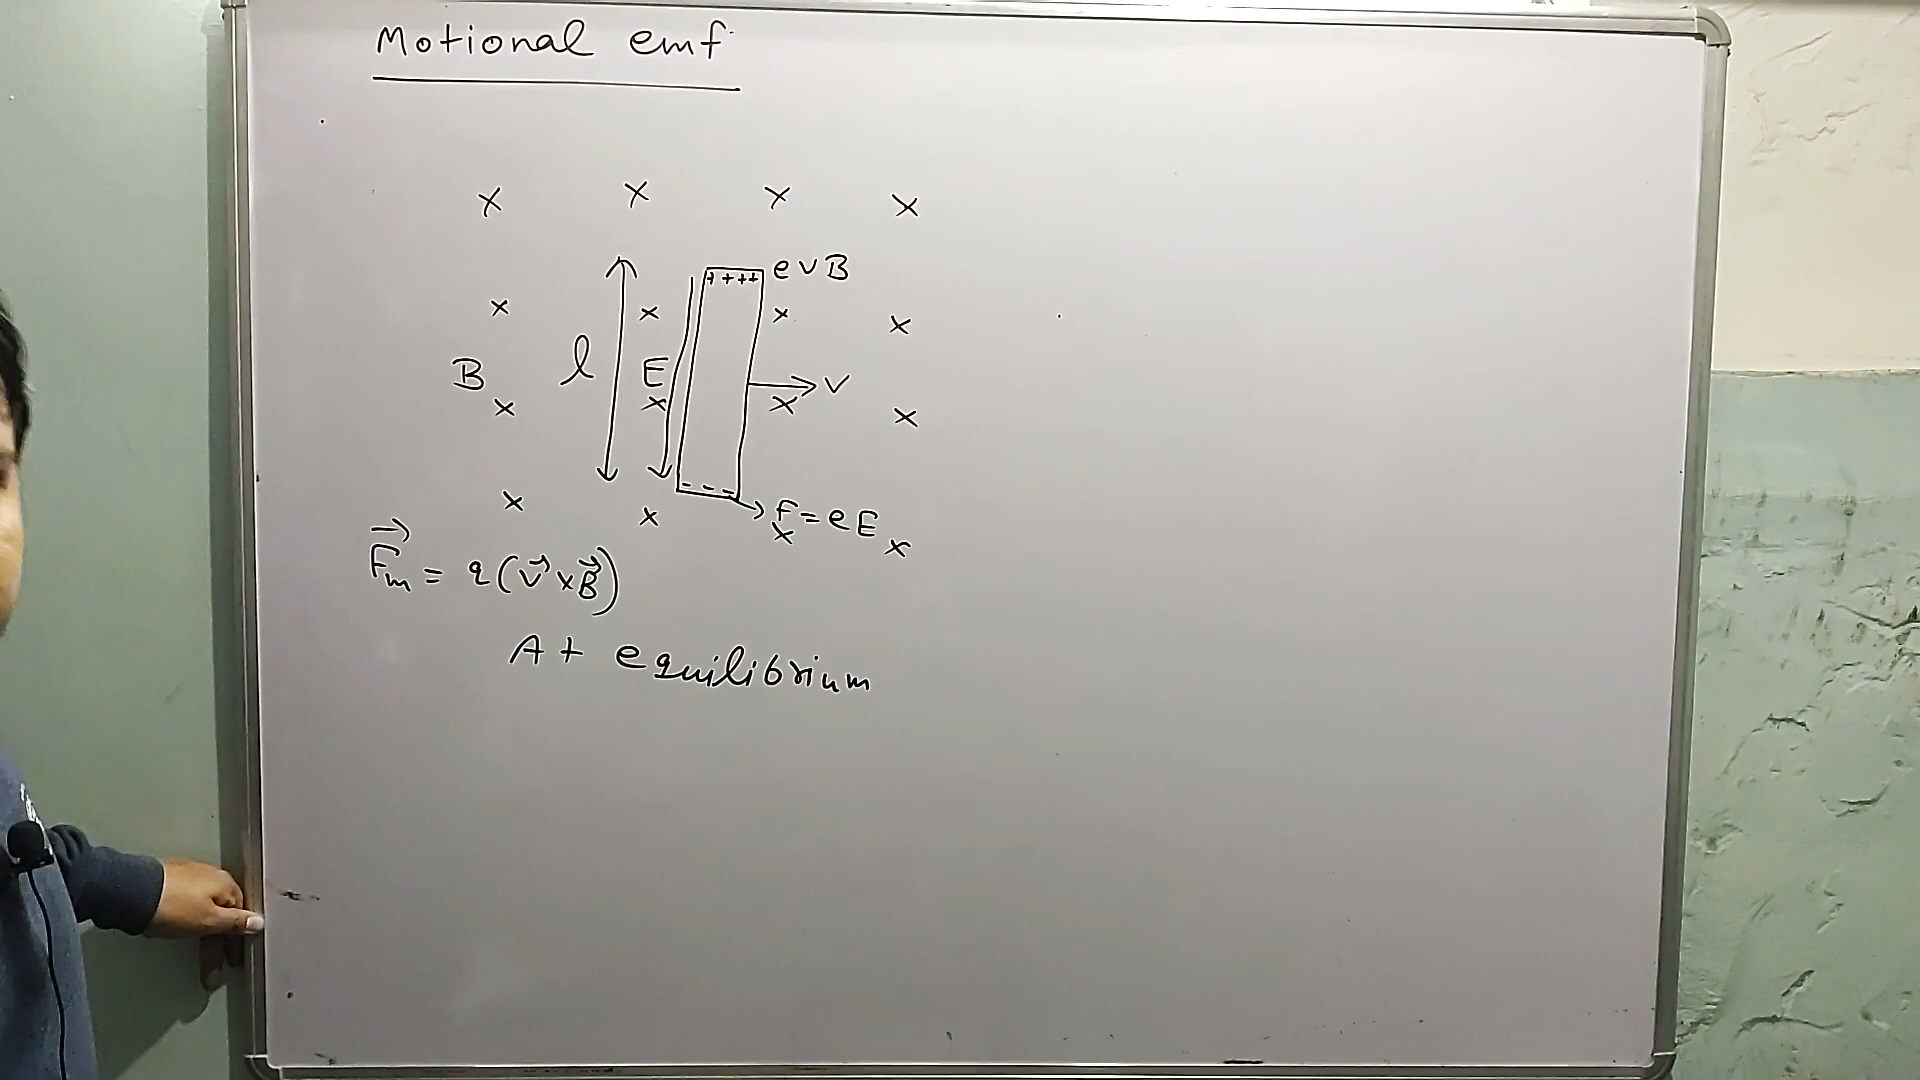 Motional emf
x x x x
++++ evB
x x x x
B l E v
x x x x
---
x x F = eE
x x
F⃗m = q(v⃗ × B⃗)
At equilibrium